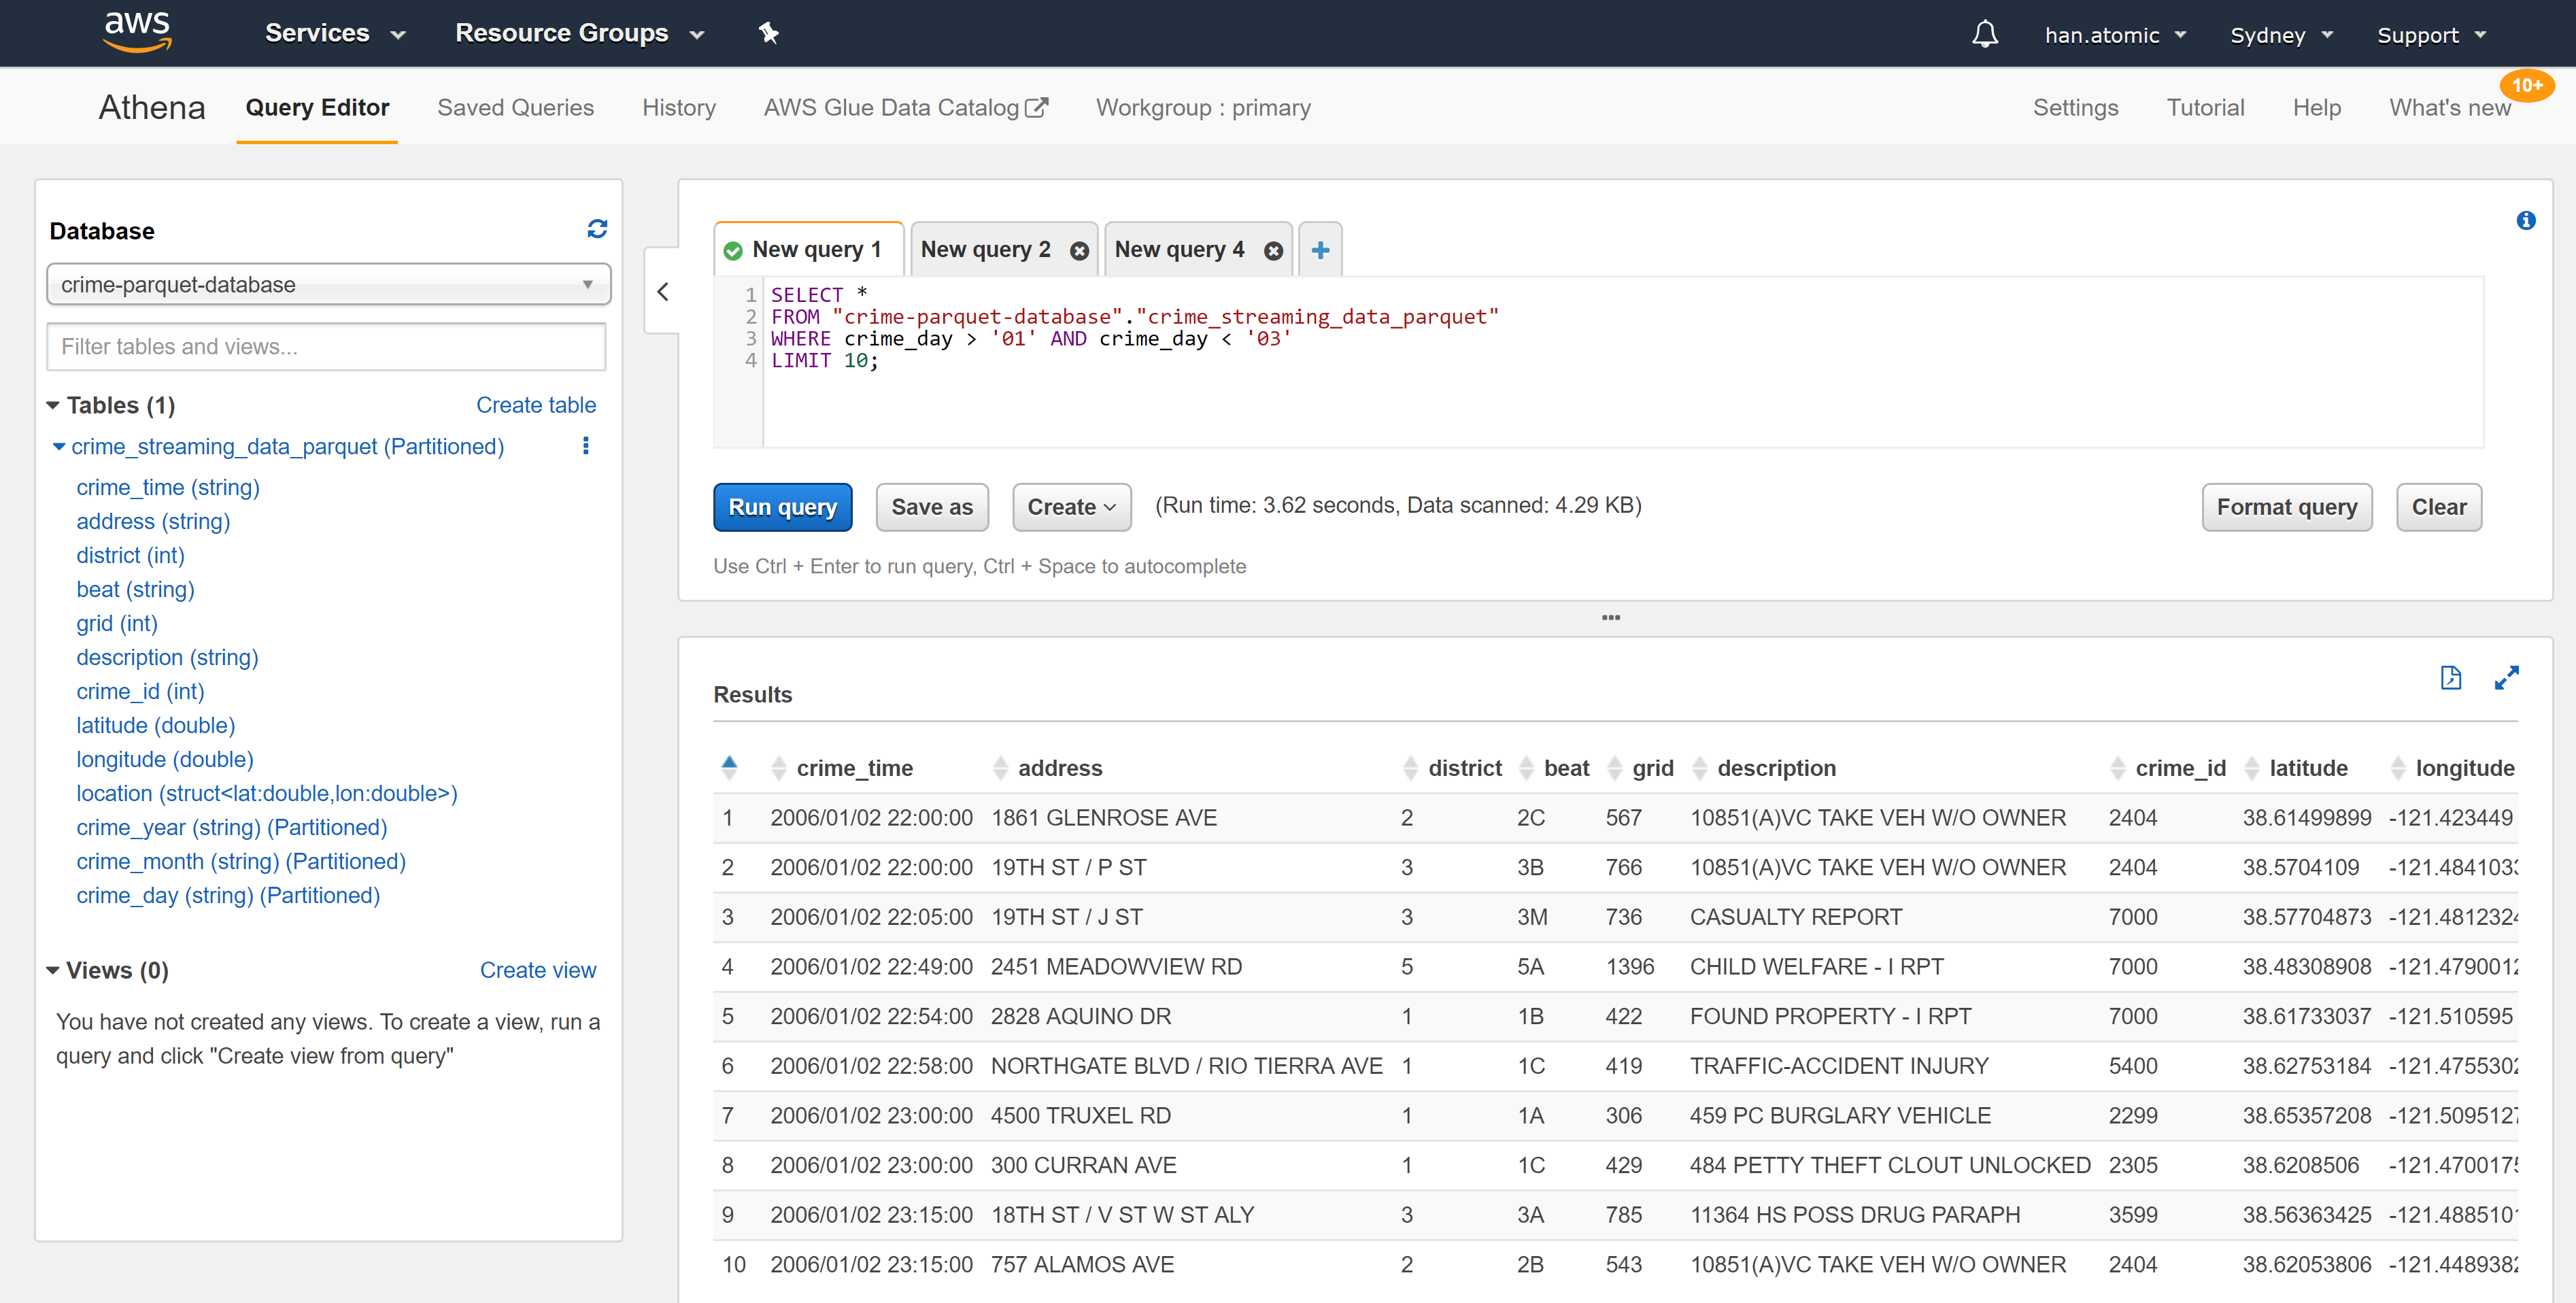 aws Services Resource Groups han.atomic Sydney Support
Athena Query Editor Saved Queries History AWS Glue Data Catalog Workgroup : primary Settings Tutorial Help What's new 10+
Database
crime-parquet-database
Filter tables and views...
Tables (1) Create table
crime_streaming_data_parquet (Partitioned)
crime_time (string)
address (string)
district (int)
beat (string)
grid (int)
description (string)
crime_id (int)
latitude (double)
longitude (double)
location (struct<lat:double,lon:double>)
crime_year (string) (Partitioned)
crime_month (string) (Partitioned)
crime_day (string) (Partitioned)
Views (0) Create view
You have not created any views. To create a view, run a
query and click "Create view from query"
New query 1 New query 2 New query 4
1 SELECT *
2 FROM "crime-parquet-database"."crime_streaming_data_parquet"
3 WHERE crime_day > '01' AND crime_day < '03'
4 LIMIT 10;
Run query Save as Create (Run time: 3.62 seconds, Data scanned: 4.29 KB) Format query Clear
Use Ctrl + Enter to run query, Ctrl + Space to autocomplete
Results
crime_time address district beat grid description crime_id latitude longitude
1 2006/01/02 22:00:00 1861 GLENROSE AVE 2 2C 567 10851(A)VC TAKE VEH W/O OWNER 2404 38.61499899 -121.423449
2 2006/01/02 22:00:00 19TH ST / P ST 3 3B 766 10851(A)VC TAKE VEH W/O OWNER 2404 38.5704109 -121.484103
3 2006/01/02 22:05:00 19TH ST / J ST 3 3M 736 CASUALTY REPORT 7000 38.57704873 -121.481232
4 2006/01/02 22:49:00 2451 MEADOWVIEW RD 5 5A 1396 CHILD WELFARE - I RPT 7000 38.48308908 -121.479001
5 2006/01/02 22:54:00 2828 AQUINO DR 1 1B 422 FOUND PROPERTY - I RPT 7000 38.61733037 -121.510595
6 2006/01/02 22:58:00 NORTHGATE BLVD / RIO TIERRA AVE 1 1C 419 TRAFFIC-ACCIDENT INJURY 5400 38.62753184 -121.475530
7 2006/01/02 23:00:00 4500 TRUXEL RD 1 1A 306 459 PC BURGLARY VEHICLE 2299 38.65357208 -121.509512
8 2006/01/02 23:00:00 300 CURRAN AVE 1 1C 429 484 PETTY THEFT CLOUT UNLOCKED 2305 38.6208506 -121.470017
9 2006/01/02 23:15:00 18TH ST / V ST W ST ALY 3 3A 785 11364 HS POSS DRUG PARAPH 3599 38.56363425 -121.488510
10 2006/01/02 23:15:00 757 ALAMOS AVE 2 2B 543 10851(A)VC TAKE VEH W/O OWNER 2404 38.62053806 -121.448938